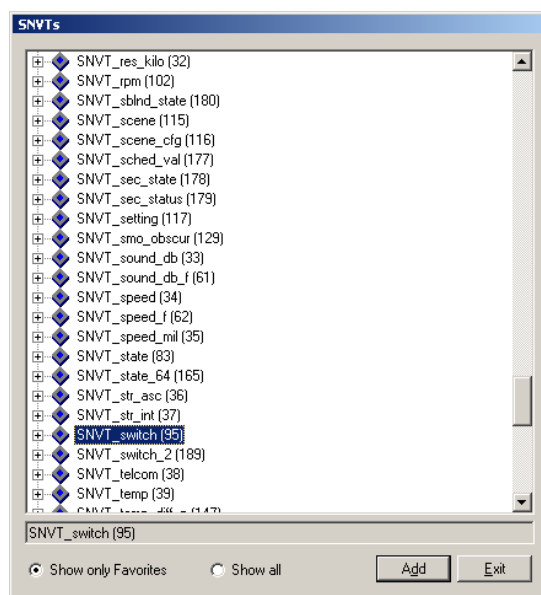 SNVTs
SNVT_res_kilo (32)
SNVT_rpm (102)
SNVT_sblnd_state (180)
SNVT_scene (115)
SNVT_scene_cfg (116)
SNVT_sched_val (177)
SNVT_sec_state (178)
SNVT_sec_status (179)
SNVT_setting (117)
SNVT_smo_obscur (129)
SNVT_sound_db (33)
SNVT_sound_db_f (61)
SNVT_speed (34)
SNVT_speed_f (62)
SNVT_speed_mil (35)
SNVT_state (83)
SNVT_state_64 (165)
SNVT_str_asc (36)
SNVT_str_int (37)
SNVT_switch (95)
SNVT_switch_2 (189)
SNVT_telcom (38)
SNVT_temp (39)
SNVT_temp_diff_p (147)
SNVT_switch (95)
Show only Favorites Show all Add Exit